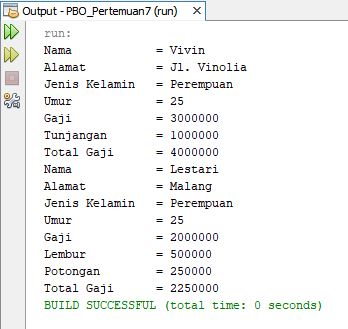 Output - PBO_Pertemuan7 (run)
run:
Nama = Vivin
Alamat = Jl. Vinolia
Jenis Kelamin = Perempuan
Umur = 25
Gaji = 3000000
Tunjangan = 1000000
Total Gaji = 4000000
Nama = Lestari
Alamat = Malang
Jenis Kelamin = Perempuan
Umur = 25
Gaji = 2000000
Lembur = 500000
Potongan = 250000
Total Gaji = 2250000
BUILD SUCCESSFUL (total time: 0 seconds)